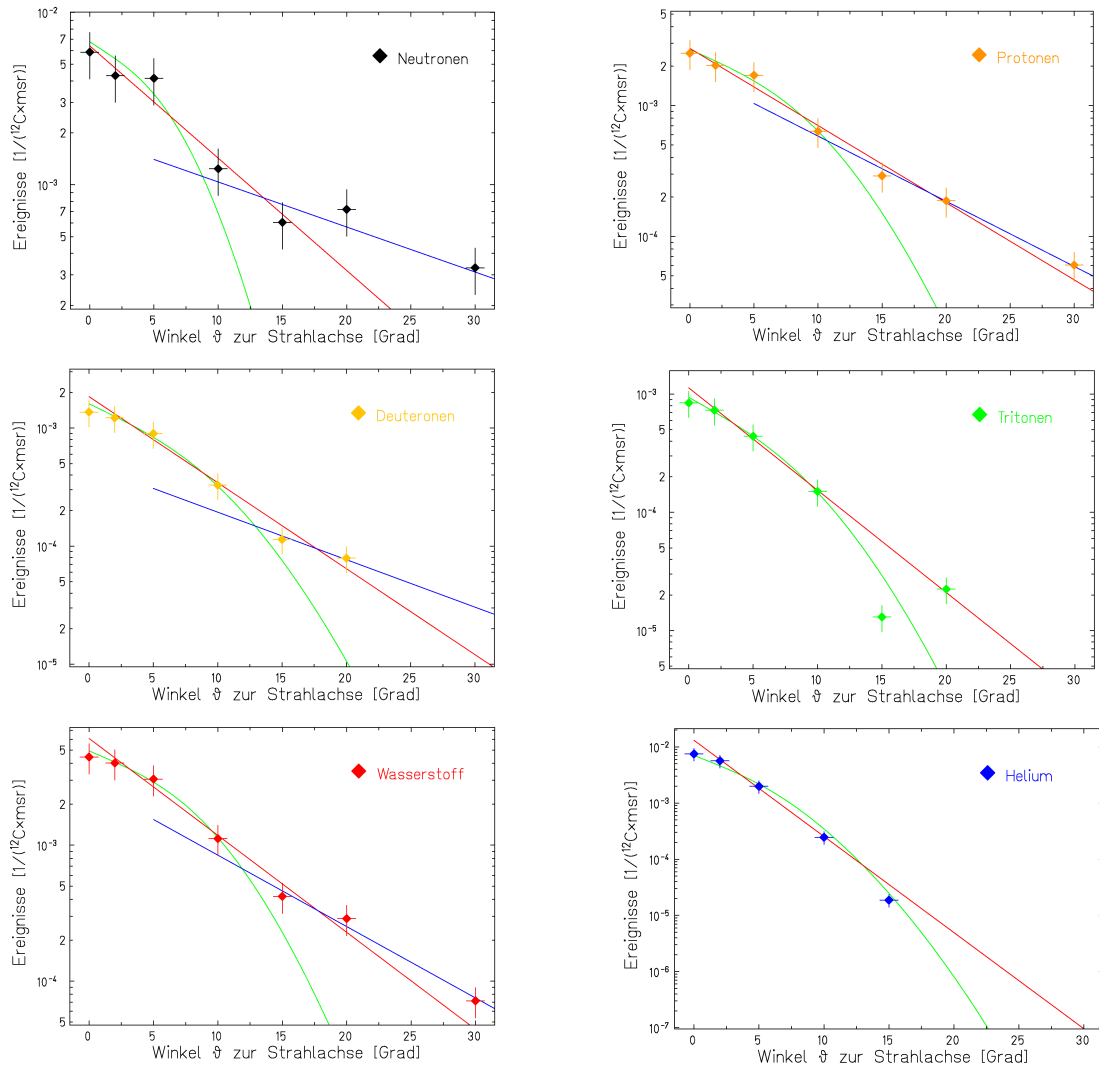 Neutronen
Ereignisse [1/(¹²C×msr)]
10⁻²
7
5
4
3
2
10⁻³
7
5
4
3
2
0 5 10 15 20 25 30
Winkel ϑ zur Strahlachse [Grad]
Protonen
Ereignisse [1/(¹²C×msr)]
5
2
10⁻³
5
2
10⁻⁴
5
0 5 10 15 20 25 30
Winkel ϑ zur Strahlachse [Grad]
Deuteronen
Ereignisse [1/(¹²C×msr)]
2
10⁻³
5
2
10⁻⁴
5
2
10⁻⁵
0 5 10 15 20 25 30
Winkel ϑ zur Strahlachse [Grad]
Tritonen
Ereignisse [1/(¹²C×msr)]
10⁻³
5
2
10⁻⁴
5
2
10⁻⁵
5
0 5 10 15 20 25 30
Winkel ϑ zur Strahlachse [Grad]
Wasserstoff
Ereignisse [1/(¹²C×msr)]
5
2
10⁻³
5
2
10⁻⁴
5
0 5 10 15 20 25 30
Winkel ϑ zur Strahlachse [Grad]
Helium
Ereignisse [1/(¹²C×msr)]
10⁻²
10⁻³
10⁻⁴
10⁻⁵
10⁻⁶
10⁻⁷
0 5 10 15 20 25 30
Winkel ϑ zur Strahlachse [Grad]